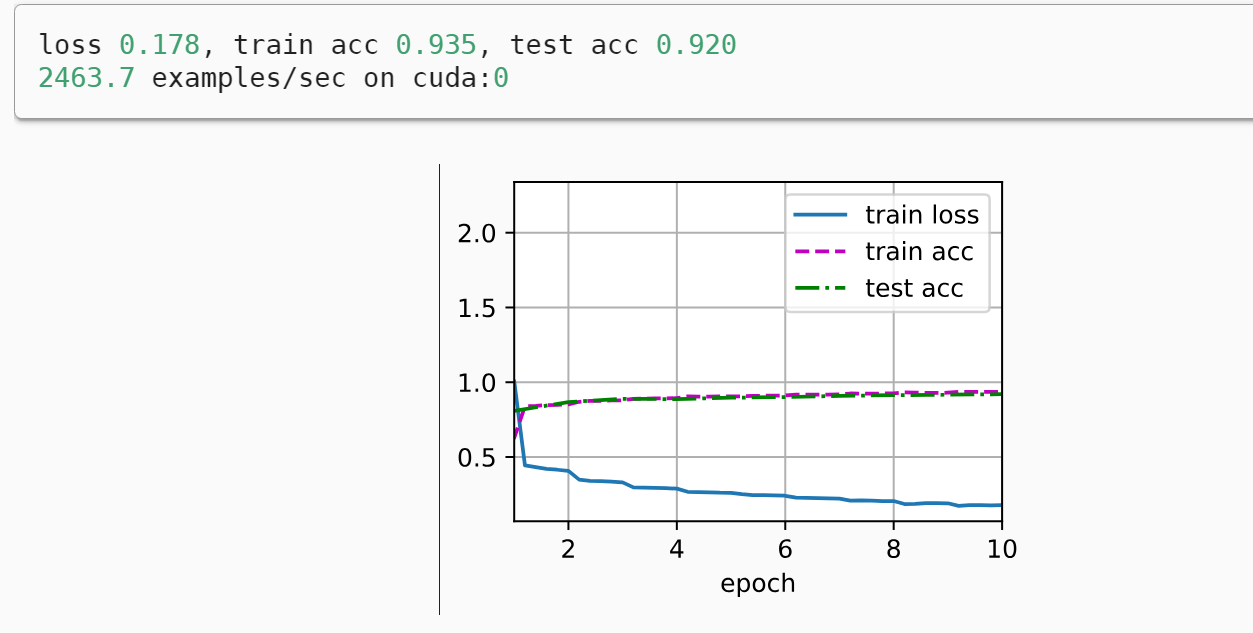 loss 0.178, train acc 0.935, test acc 0.920
2463.7 examples/sec on cuda:0
train loss
train acc
test acc
2.0
1.5
1.0
0.5
2 4 6 8 10
epoch